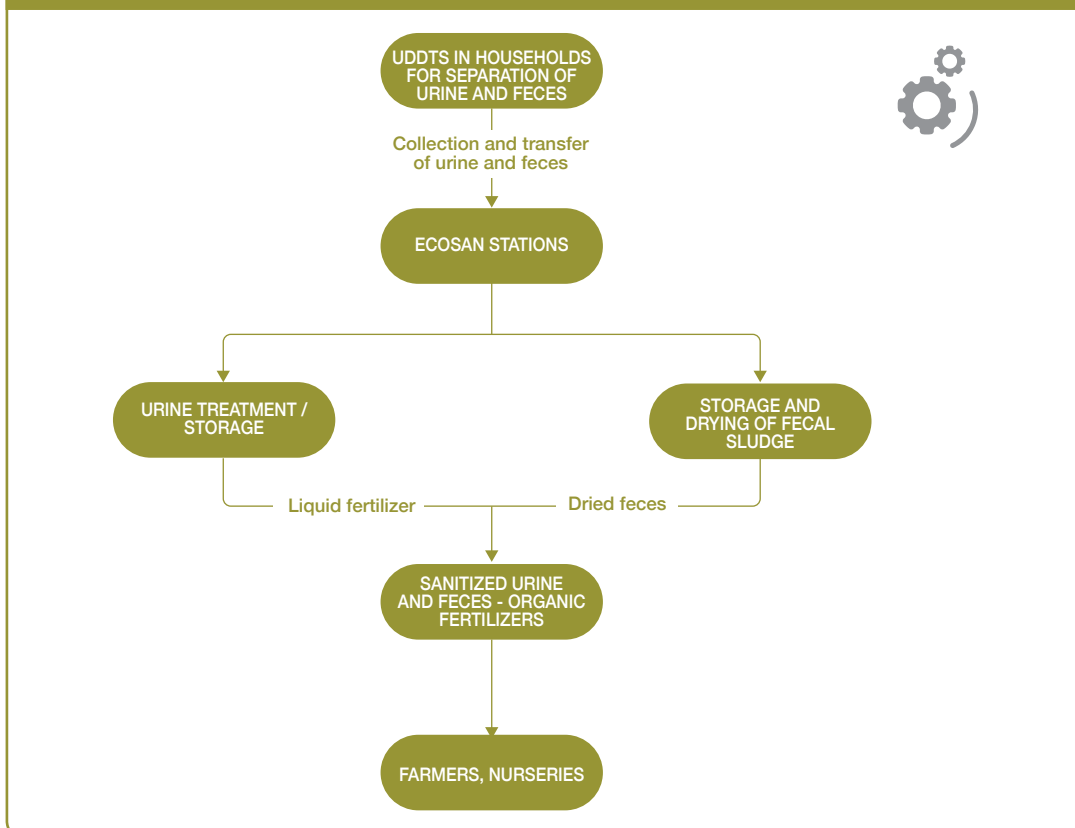 UDDTS IN HOUSEHOLDS
FOR SEPARATION OF
URINE AND FECES
Collection and transfer
of urine and feces
ECOSAN STATIONS
URINE TREATMENT /
STORAGE
STORAGE AND
DRYING OF FECAL
SLUDGE
Liquid fertilizer
Dried feces
SANITIZED URINE
AND FECES - ORGANIC
FERTILIZERS
FARMERS, NURSERIES